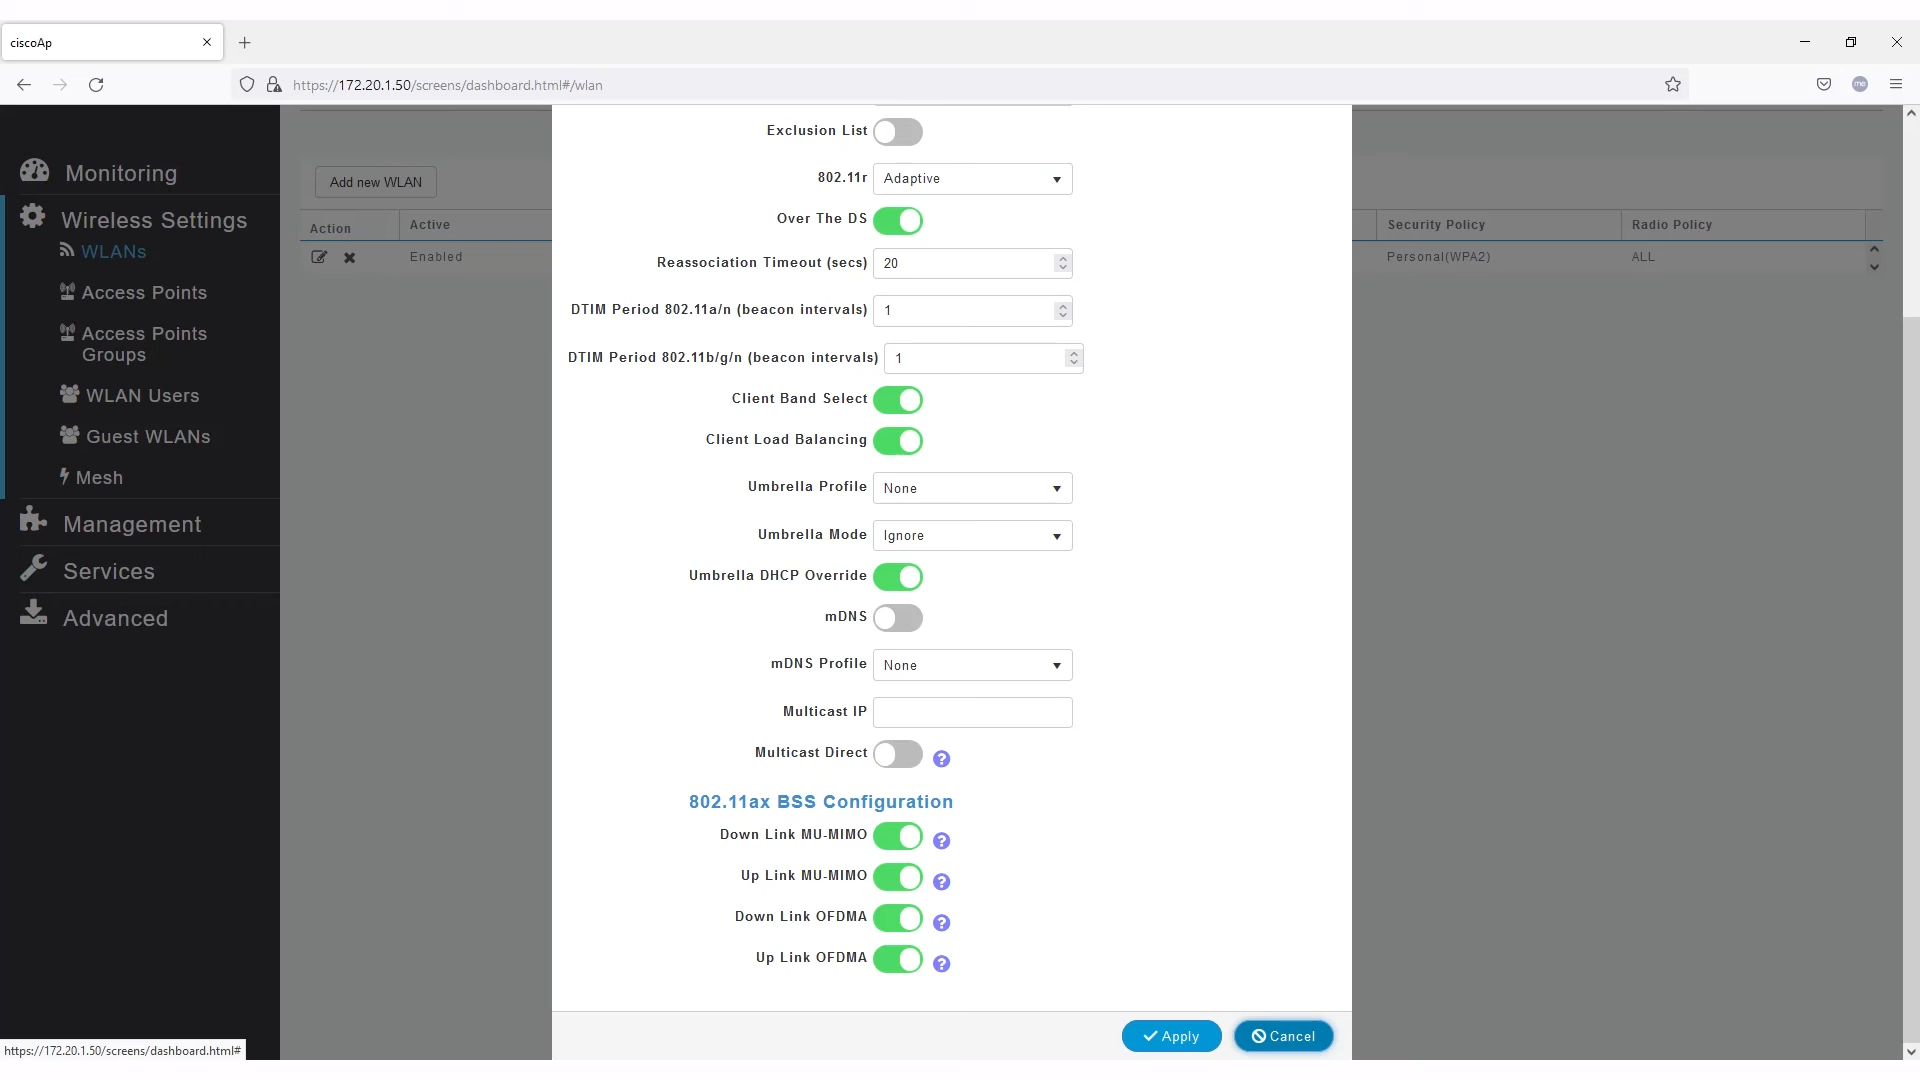 ciscoAp
https://172.20.1.50/screens/dashboard.html#/wlan
me
Monitoring
Wireless Settings
WLANs
Access Points
Access Points
Groups
WLAN Users
Guest WLANs
Mesh
Management
Services
Advanced
Add new WLAN
Action Active Security Policy Radio Policy
Enabled Personal(WPA2) ALL
Exclusion List
802.11r Adaptive
Over The DS
Reassociation Timeout (secs) 20
DTIM Period 802.11a/n (beacon intervals) 1
DTIM Period 802.11b/g/n (beacon intervals) 1
Client Band Select
Client Load Balancing
Umbrella Profile None
Umbrella Mode Ignore
Umbrella DHCP Override
mDNS
mDNS Profile None
Multicast IP
Multicast Direct ?
802.11ax BSS Configuration
Down Link MU-MIMO ?
Up Link MU-MIMO ?
Down Link OFDMA ?
Up Link OFDMA ?
Apply Cancel
https://172.20.1.50/screens/dashboard.html#